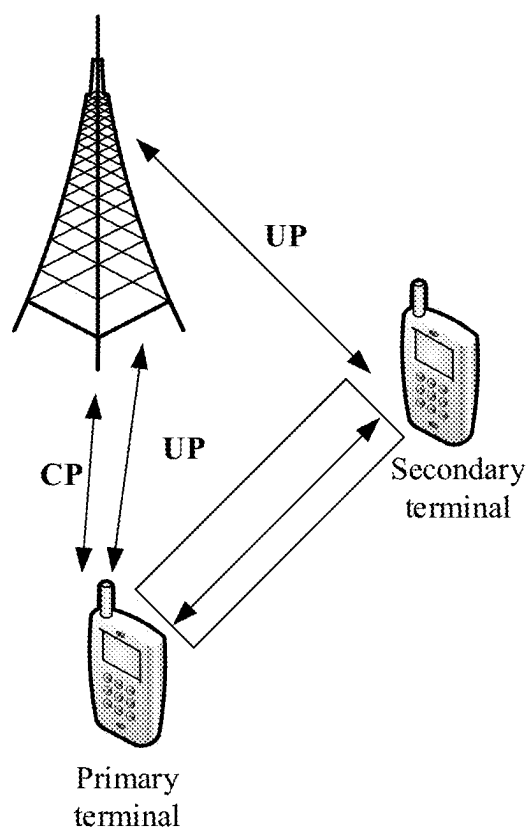 UP
CP
UP
Secondary
terminal
Primary
terminal